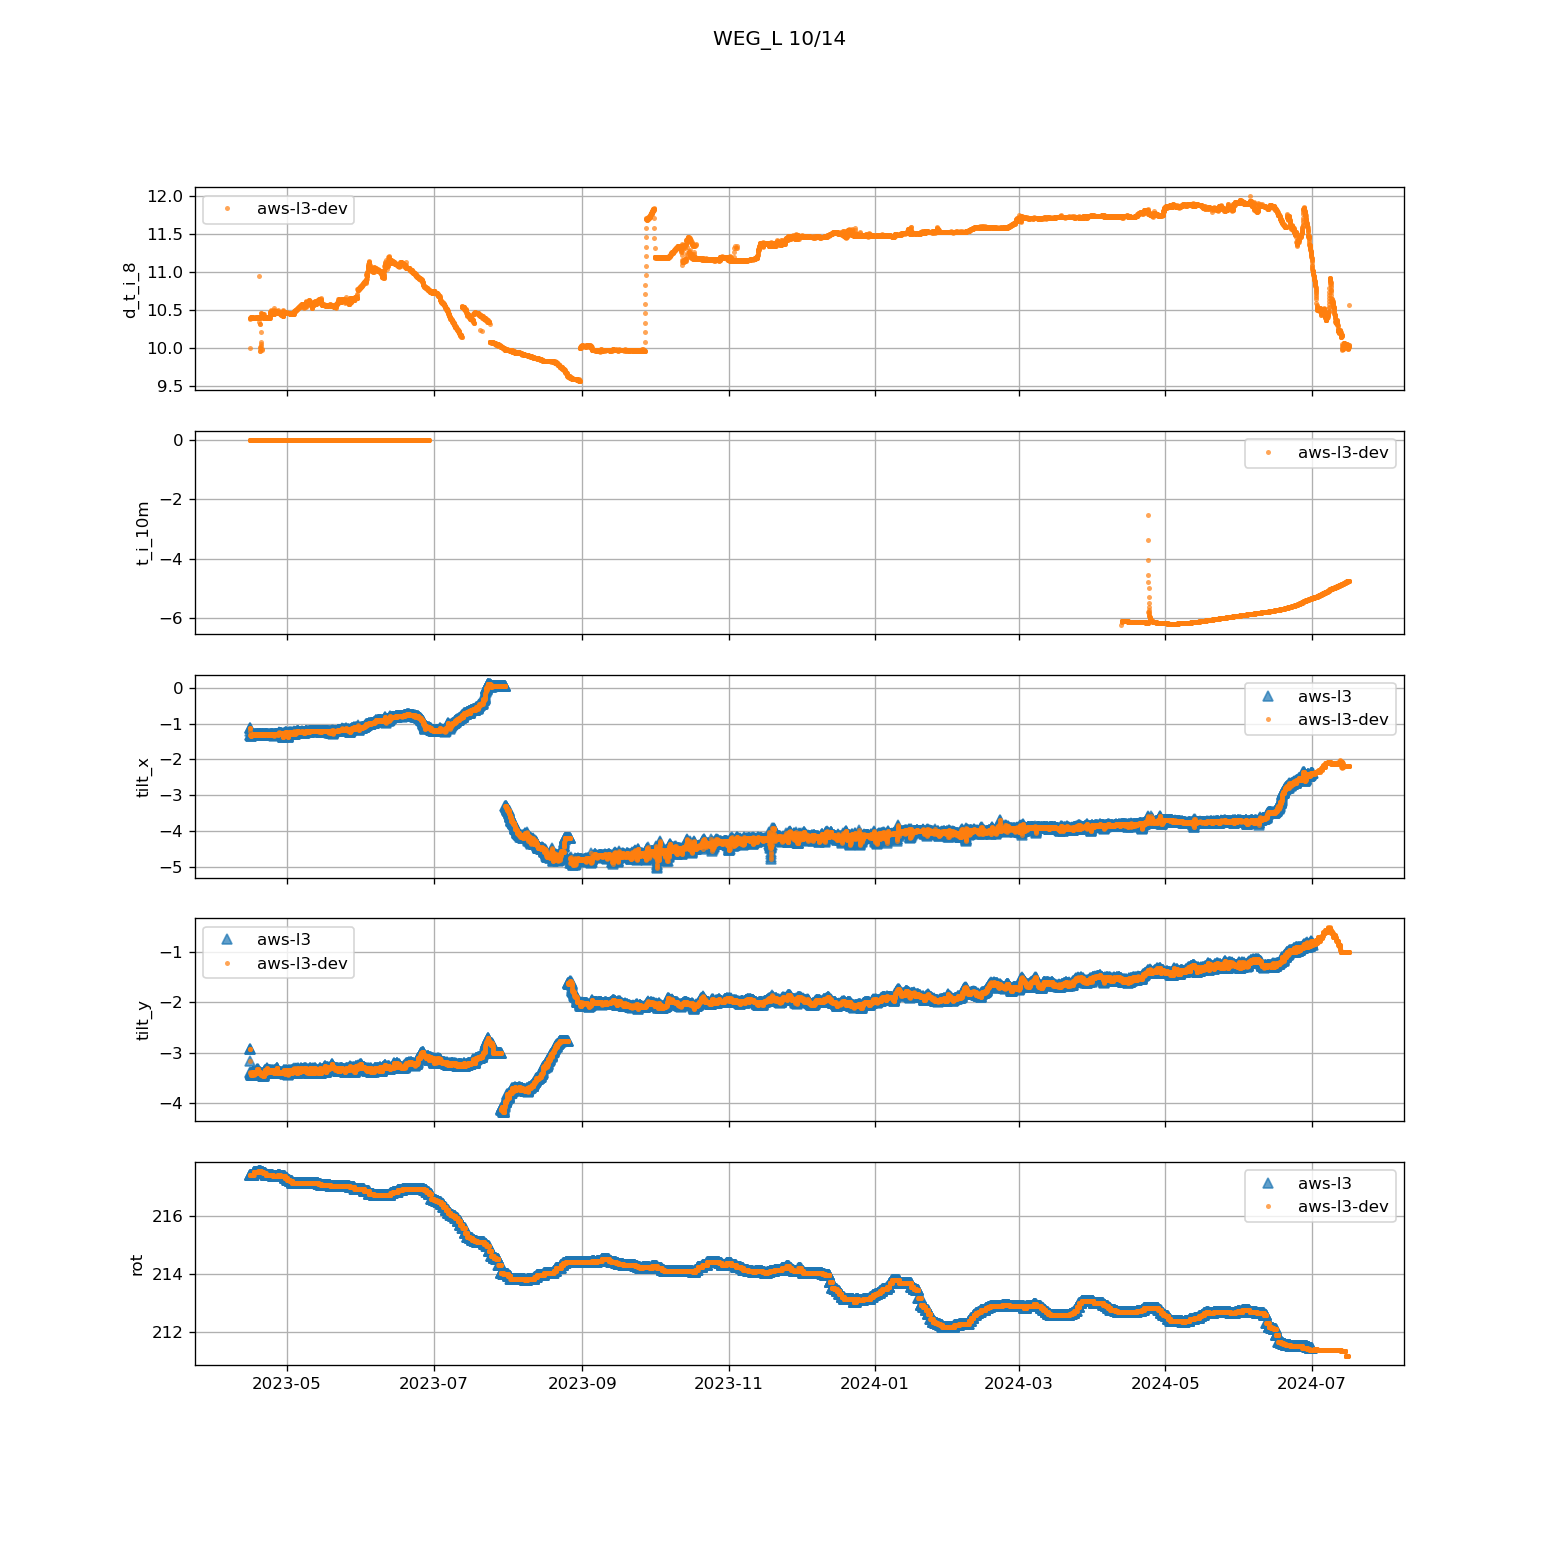 WEG_L 10/14
12.0
11.5
11.0
10.5
10.0
9.5
d_t_i_8
aws-l3-dev
0
−2
−4
−6
t_i_10m
aws-l3-dev
0
−1
−2
−3
−4
−5
tilt_x
aws-l3
aws-l3-dev
−1
−2
−3
−4
tilt_y
aws-l3
aws-l3-dev
216
214
212
rot
aws-l3
aws-l3-dev
2023-05 2023-07 2023-09 2023-11 2024-01 2024-03 2024-05 2024-07